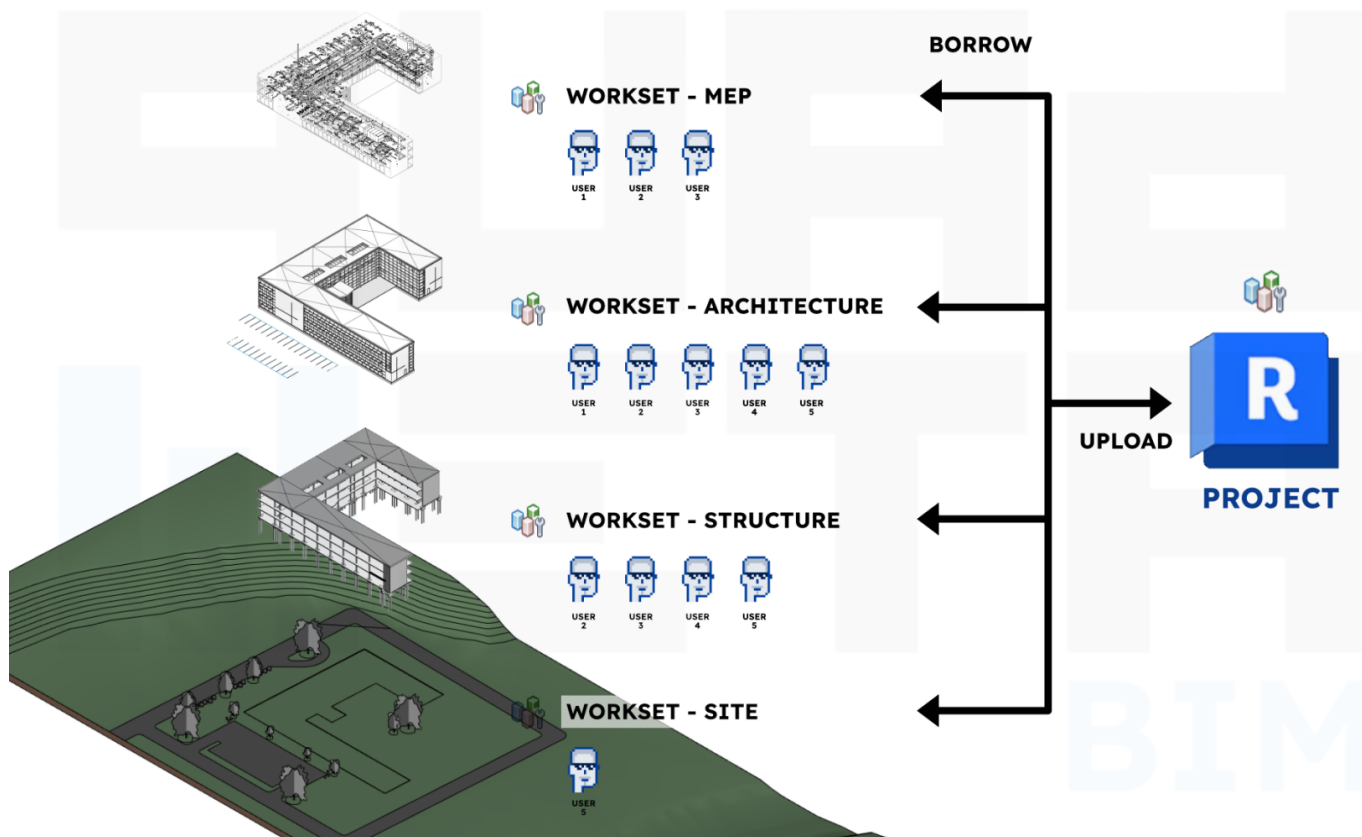 BORROW
WORKSET - MEP
USER
1
USER
2
USER
3
WORKSET - ARCHITECTURE
USER
1
USER
2
USER
3
USER
4
USER
5
R
UPLOAD
PROJECT
WORKSET - STRUCTURE
USER
2
USER
3
USER
4
USER
5
WORKSET - SITE
USER
5
BIM